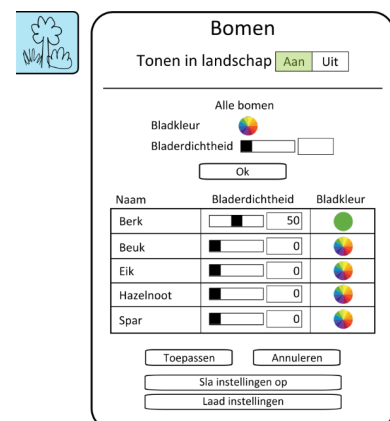 Bomen
Tonen in landschap Aan Uit
Alle bomen
Bladkleur
Bladerdichtheid
Ok
Naam Bladerdichtheid Bladkleur
Berk 50
Beuk 0
Eik 0
Hazelnoot 0
Spar 0
Toepassen Annuleren
Sla instellingen op
Laad instellingen